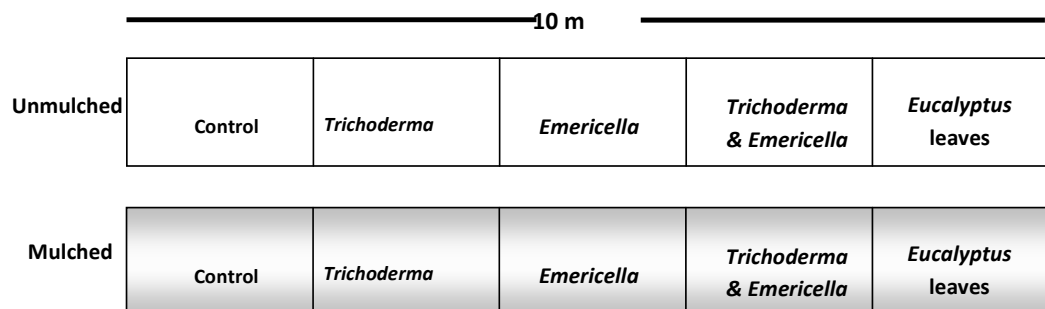 10 m
Unmulched
Control
Trichoderma
Emericella
Trichoderma
& Emericella
Eucalyptus
leaves
Mulched
Control
Trichoderma
Emericella
Trichoderma
& Emericella
Eucalyptus
leaves